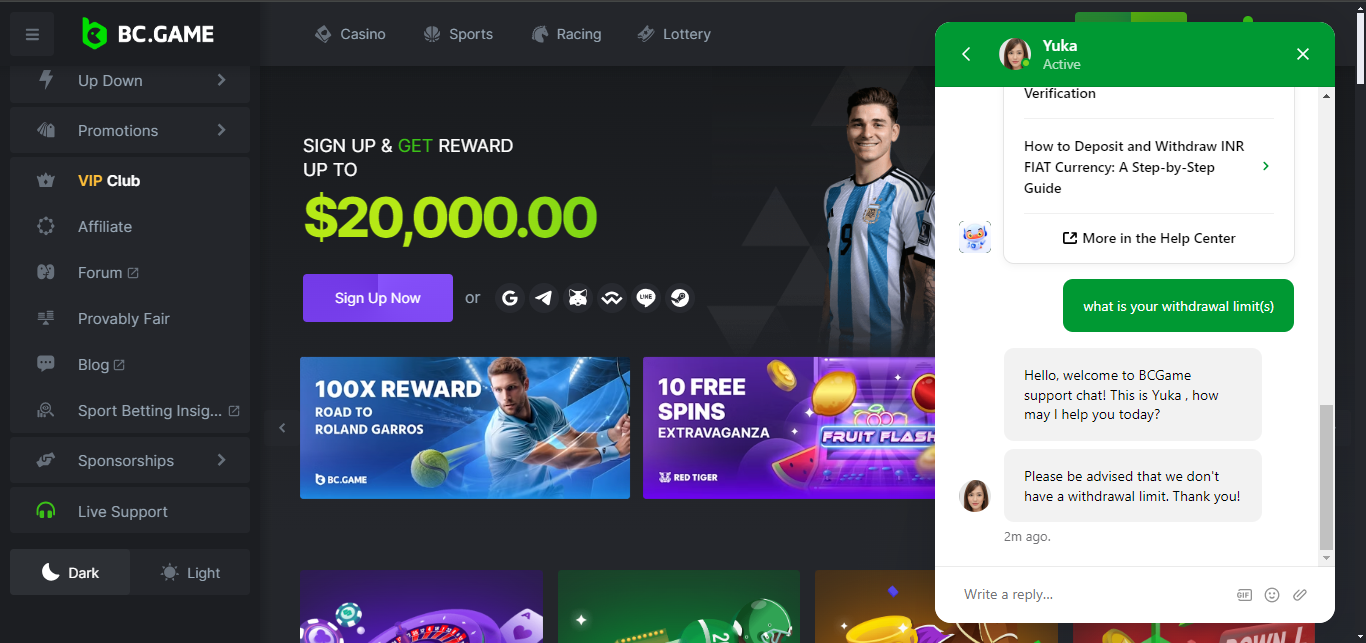 BC.GAME
Casino
Sports
Racing
Lottery
Up Down
Promotions
VIP Club
Affiliate
Forum
Provably Fair
Blog
Sport Betting Insig...
Sponsorships
Live Support
Dark
Light
SIGN UP & GET REWARD
UP TO
$20,000.00
Sign Up Now
or
G
LINE
9
100X REWARD
ROAD TO
ROLAND GARROS
BC.GAME
10 FREE
SPINS
EXTRAVAGANZA
RED TIGER
FRUIT FLASH
A
2
DOWN!
Yuka
Active
Verification
How to Deposit and Withdraw INR
FIAT Currency: A Step-by-Step
Guide
More in the Help Center
what is your withdrawal limit(s)
Hello, welcome to BCGame
support chat! This is Yuka , how
may I help you today?
Please be advised that we don't
have a withdrawal limit. Thank you!
2m ago.
Write a reply...
GIF